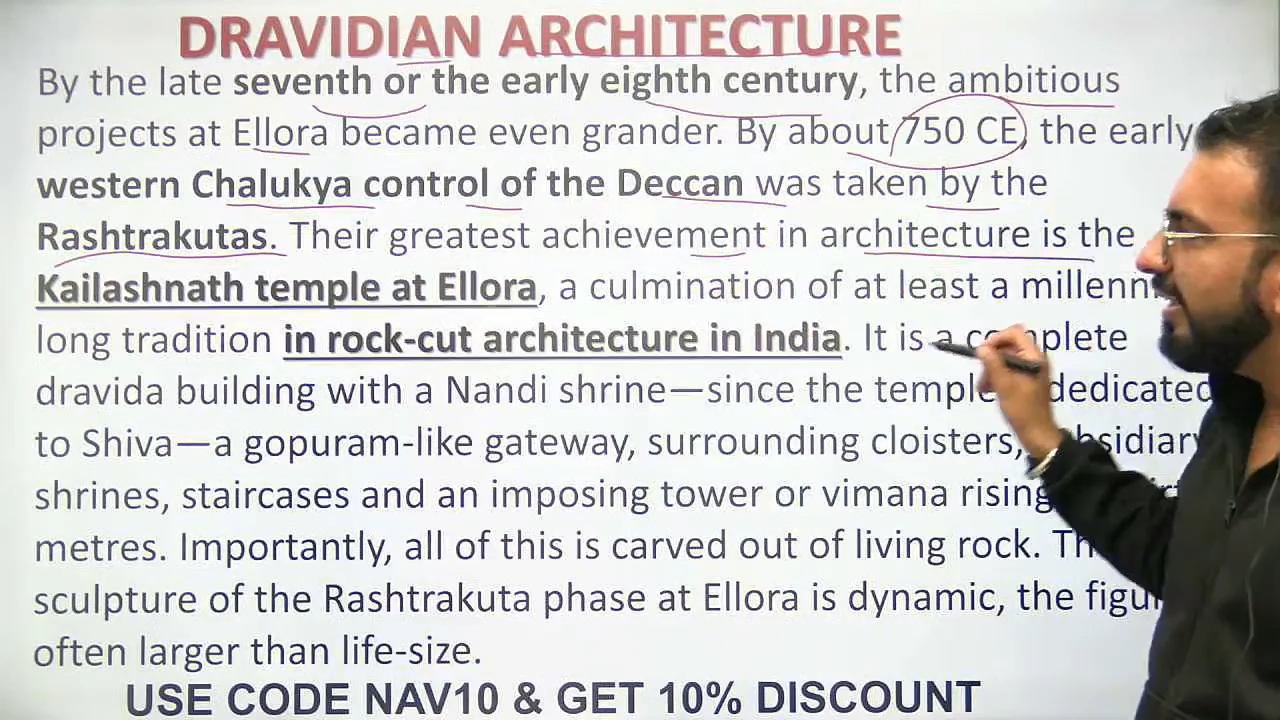 DRAVIDIAN ARCHITECTURE
By the late seventh or the early eighth century, the ambitious
projects at Ellora became even grander. By about 750 CE, the early
western Chalukya control of the Deccan was taken by the
Rashtrakutas. Their greatest achievement in architecture is the
Kailashnath temple at Ellora, a culmination of at least a
long tradition in rock-cut architecture in India. It is a complete
dravida building with a Nandi shrine—since the temple dedicated
to Shiva—a gopuram-like gateway, surrounding cloisters,
shrines, staircases and an imposing tower or vimana rising
metres. Importantly, all of this is carved out of living rock.
sculpture of the Rashtrakuta phase at Ellora is dynamic, the
often larger than life-size.
USE CODE NAV10 & GET 10% DISCOUNT